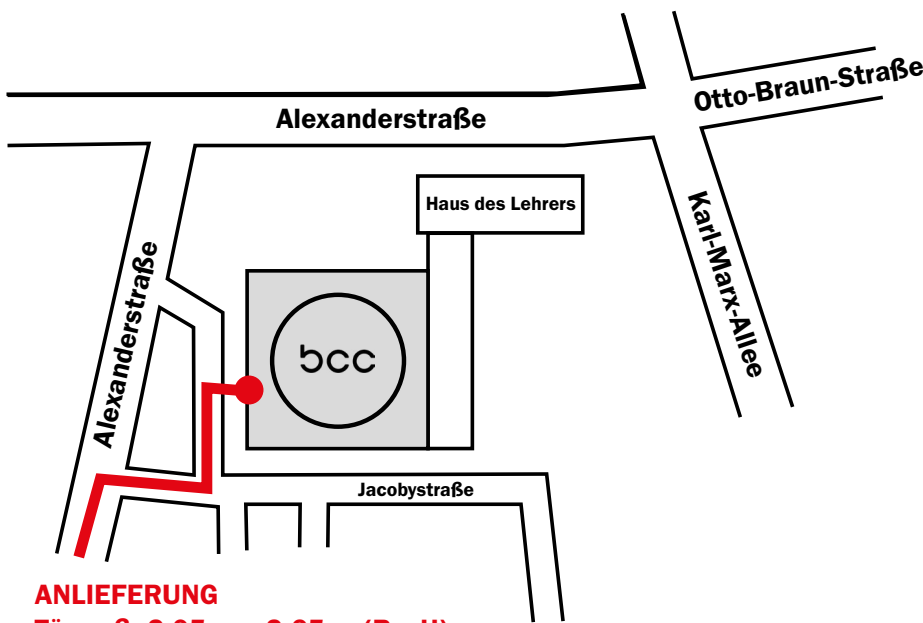 Otto-Braun-Straße
Alexanderstraße
Haus des Lehrers
Karl-Marx-Allee
Alexanderstraße
bcc
Jacobystraße
ANLIEFERUNG